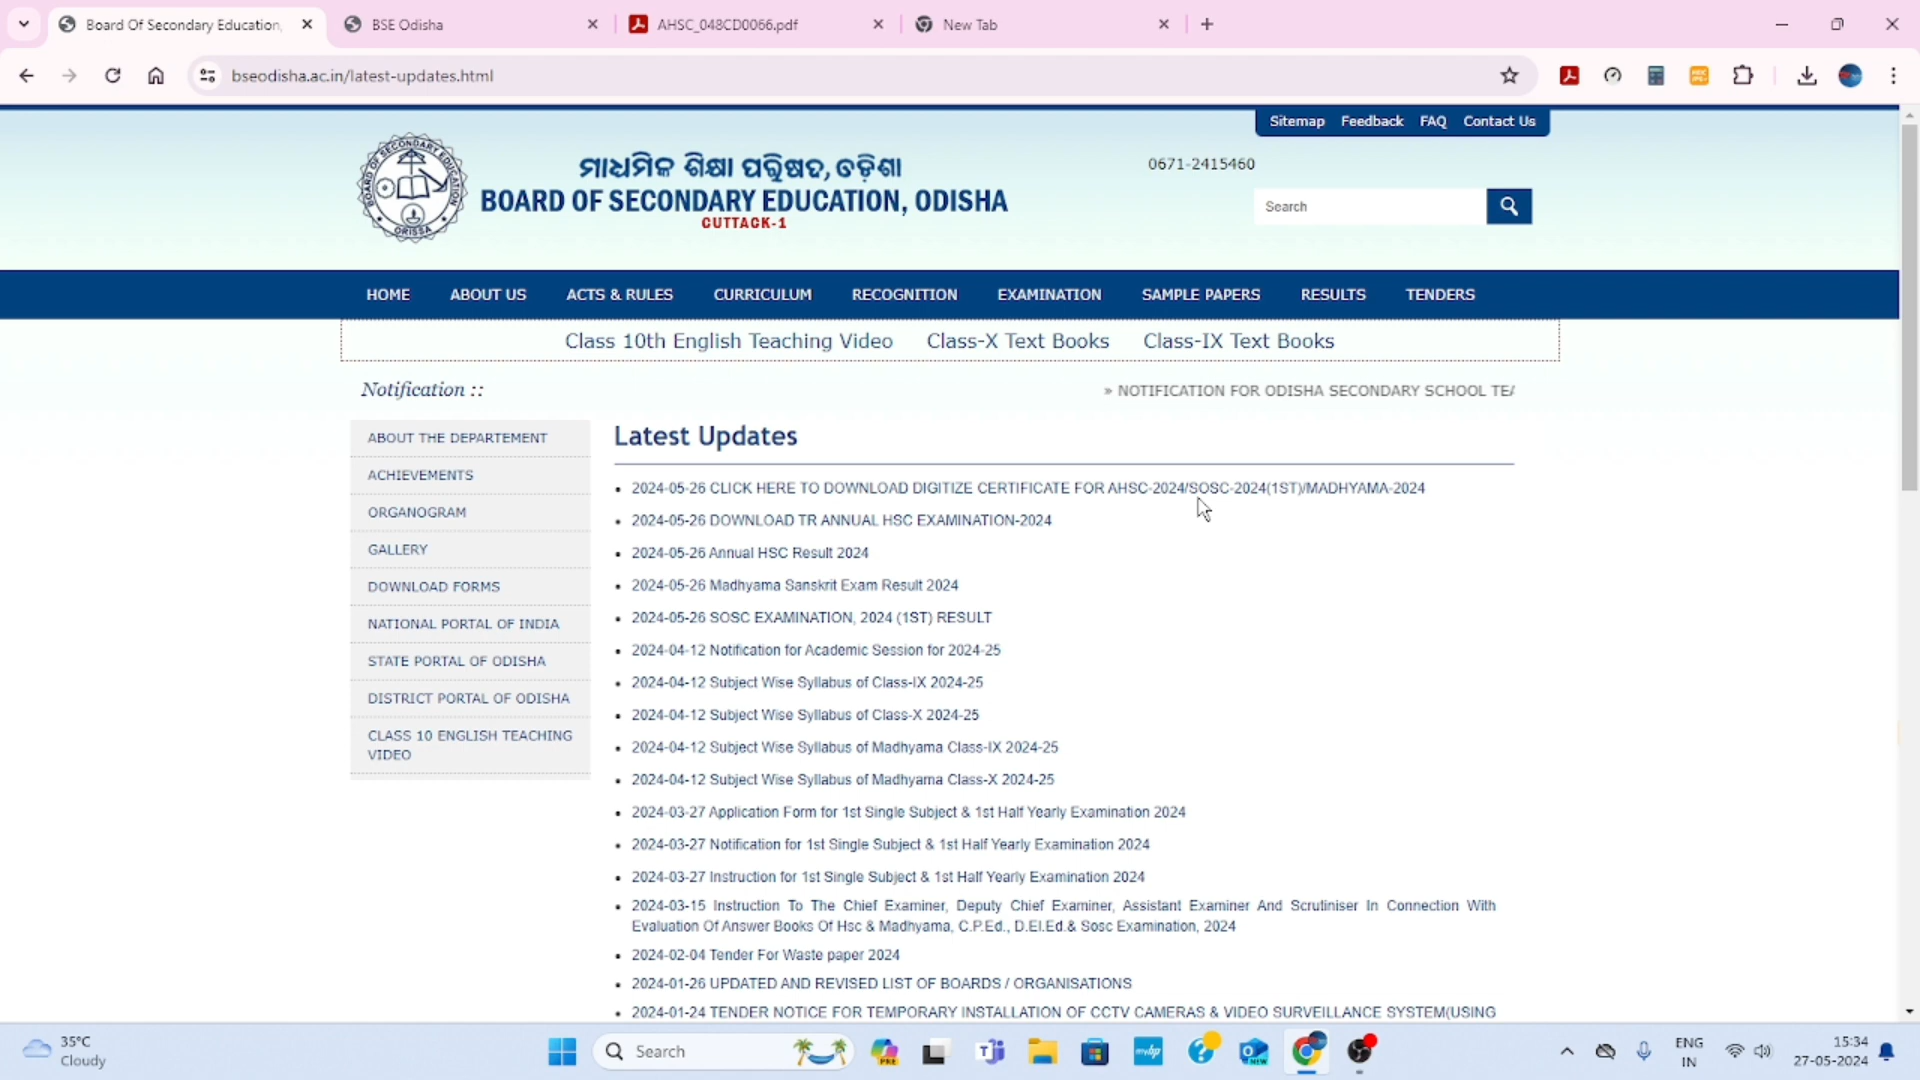 Board Of Secondary Education,
BSE Odisha
AHSC_048CD0066.pdf
New Tab
bseodisha.ac.in/latest-updates.html
Sitemap Feedback FAQ Contact Us
BOARD OF SECONDARY EDUCATION
ORISSA
ମାଧ୍ୟମିକ ଶିକ୍ଷା ପରିଷଦ, ଓଡ଼ିଶା
0671-2415460
BOARD OF SECONDARY EDUCATION, ODISHA
CUTTACK-1
Search
HOME ABOUT US ACTS & RULES CURRICULUM RECOGNITION EXAMINATION SAMPLE PAPERS RESULTS TENDERS
Class 10th English Teaching Video Class-X Text Books Class-IX Text Books
Notification ::
» NOTIFICATION FOR ODISHA SECONDARY SCHOOL TEA
ABOUT THE DEPARTEMENT
ACHIEVEMENTS
ORGANOGRAM
GALLERY
DOWNLOAD FORMS
NATIONAL PORTAL OF INDIA
STATE PORTAL OF ODISHA
DISTRICT PORTAL OF ODISHA
CLASS 10 ENGLISH TEACHING
VIDEO
Latest Updates
2024-05-26 CLICK HERE TO DOWNLOAD DIGITIZE CERTIFICATE FOR AHSC-2024/SOSC-2024(1ST)/MADHYAMA-2024
2024-05-26 DOWNLOAD TR ANNUAL HSC EXAMINATION-2024
2024-05-26 Annual HSC Result 2024
2024-05-26 Madhyama Sanskrit Exam Result 2024
2024-05-26 SOSC EXAMINATION, 2024 (1ST) RESULT
2024-04-12 Notification for Academic Session for 2024-25
2024-04-12 Subject Wise Syllabus of Class-IX 2024-25
2024-04-12 Subject Wise Syllabus of Class-X 2024-25
2024-04-12 Subject Wise Syllabus of Madhyama Class-IX 2024-25
2024-04-12 Subject Wise Syllabus of Madhyama Class-X 2024-25
2024-03-27 Application Form for 1st Single Subject & 1st Half Yearly Examination 2024
2024-03-27 Notification for 1st Single Subject & 1st Half Yearly Examination 2024
2024-03-27 Instruction for 1st Single Subject & 1st Half Yearly Examination 2024
2024-03-15 Instruction To The Chief Examiner, Deputy Chief Examiner, Assistant Examiner And Scrutiniser In Connection With
Evaluation Of Answer Books Of Hsc & Madhyama, C.P.Ed., D.El.Ed.& Sosc Examination, 2024
2024-02-04 Tender For Waste paper 2024
2024-01-26 UPDATED AND REVISED LIST OF BOARDS / ORGANISATIONS
2024-01-24 TENDER NOTICE FOR TEMPORARY INSTALLATION OF CCTV CAMERAS & VIDEO SURVEILLANCE SYSTEM(USING
35°C
Cloudy
Search
PRE
mybp
NEW
ENG
IN
15:34
27-05-2024